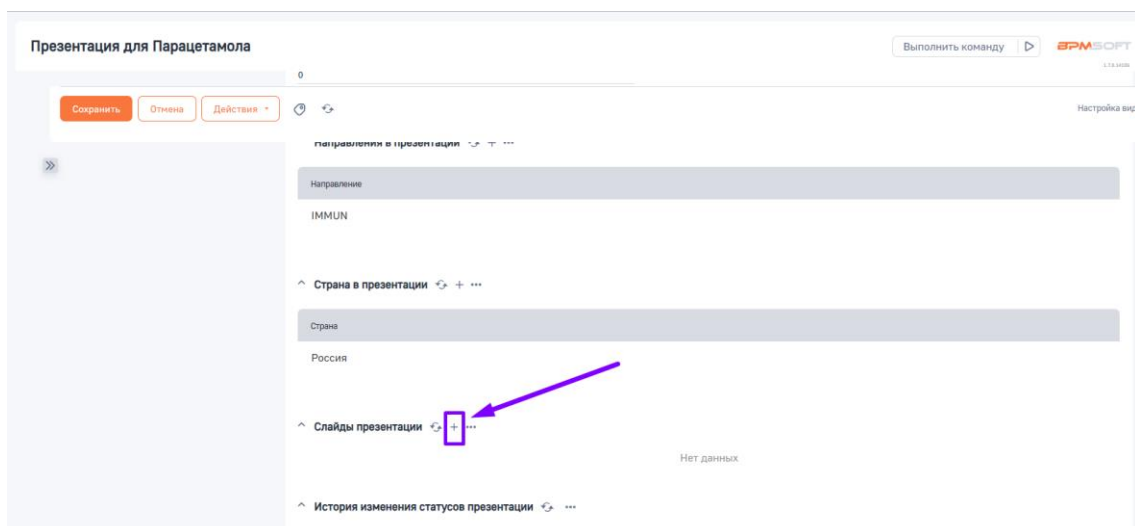 Презентация для Парацетамола
Выполнить команду
BPMSOFT
0
Сохранить Отмена Действия
Настройка вид
Направления в презентации
Направление
IMMUN
Страна в презентации
Страна
Россия
Слайды презентации
Нет данных
История изменения статусов презентации